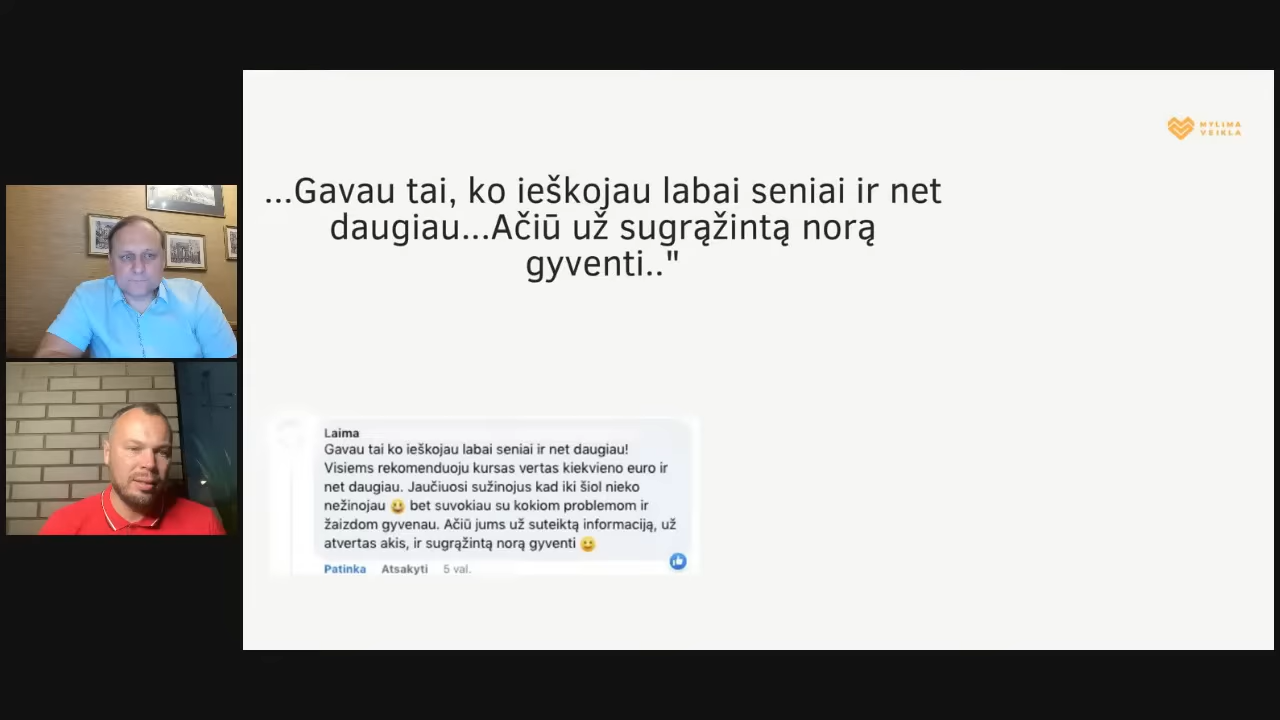 MYLIMA
VEIKLA
...Gavau tai, ko ieškojau labai seniai ir net
daugiau...Ačiū už sugrąžintą norą
gyventi.."
Laima
Gavau tai ko ieškojau labai seniai ir net daugiau!
Visiems rekomenduoju kursas vertas kiekvieno euro ir
net daugiau. Jaučiuosi sužinojus kad iki šiol nieko
nežinojau 😃 bet suvokiau su kokiom problemom ir
žaizdom gyvenau. Ačiū jums už suteiktą informaciją, už
atvertas akis, ir sugrąžintą norą gyventi 😀
Patinka Atsakyti 5 val.